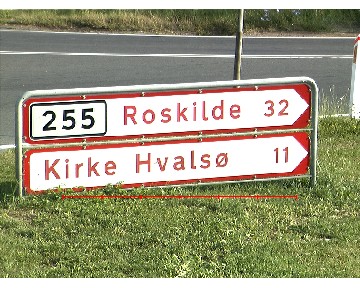 255 Roskilde 32
Kirke Hvalsø 11